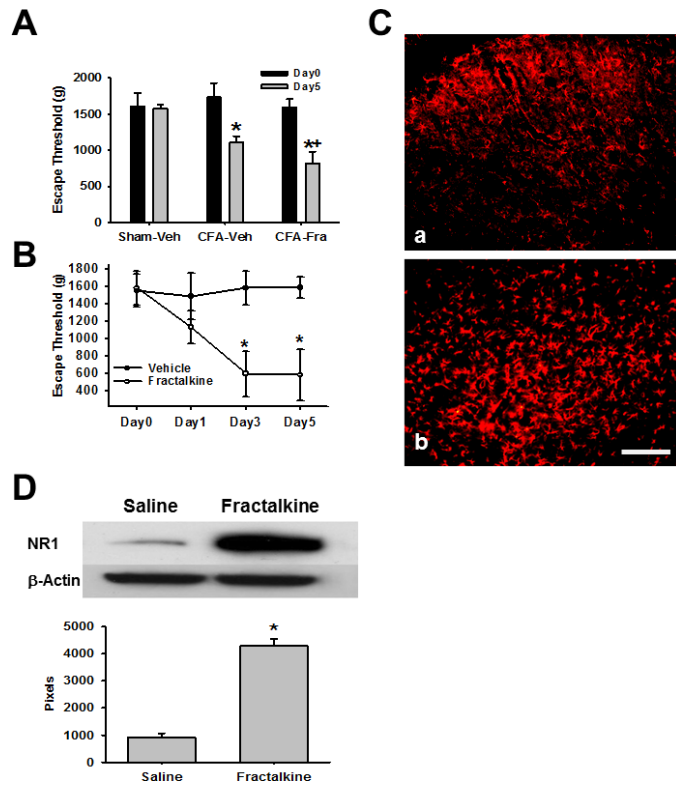 A
Escape Threshold (g)
2000
1500
1000
500
0
Day0
Day5
*
*+
Sham-Veh CFA-Veh CFA-Fra
B
Escape Threshold (g)
1800
1600
1400
1200
1000
800
600
400
Vehicle
Fractalkine
* *
Day0 Day1 Day3 Day5
C
a
b
D
Saline Fractalkine
NR1
β-Actin
Pixels
5000
4000
3000
2000
1000
0
*
Saline Fractalkine